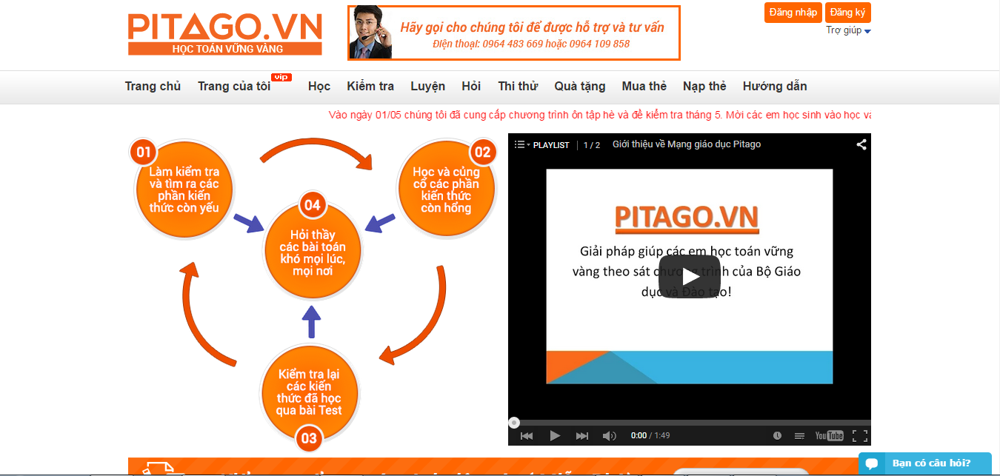 PITAGO.VN
HỌC TOÁN VỮNG VÀNG
Hãy gọi cho chúng tôi để được hỗ trợ và tư vấn
Điện thoại: 0964 483 669 hoặc 0964 109 858
Đăng nhập Đăng ký
Trợ giúp
Trang chủ Trang của tôi vip Học Kiểm tra Luyện Hỏi Thi thử Quà tặng Mua thẻ Nạp thẻ Hướng dẫn
Vào ngày 01/05 chúng tôi đã cung cấp chương trình ôn tập hè và đề kiểm tra tháng 5. Mời các em học sinh vào học
01
Làm kiểm tra
và tìm ra các
phần kiến
thức còn yếu
02
Học và củng
cố các phần
kiến thức
còn hổng
04
Hỏi thầy
các bài toán
khó mọi lúc,
mọi nơi
Kiểm tra lại
các kiến
thức đã học
qua bài Test
03
PLAYLIST 1 / 2 Giới thiệu về Mạng giáo dục Pitago
PITAGO.VN
Giải pháp giúp các em học toán vững
vàng theo sát chương trình của Bộ Giáo
dục và Đào tạo!
0:00 / 1:49 YouTube
Bạn có câu hỏi?